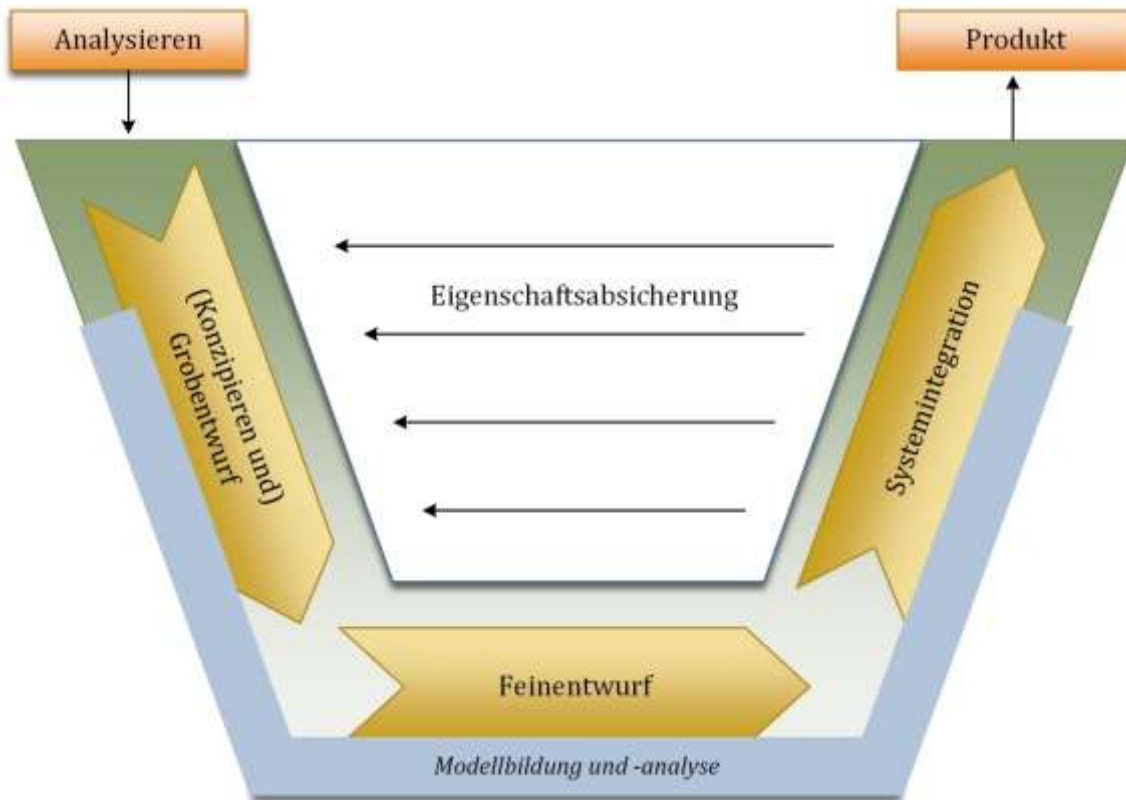 Analysieren
Produkt
Eigenschaftsabsicherung
(Konzipieren und)
Grobentwurf
Systemintegration
Feinentwurf
Modellbildung und -analyse